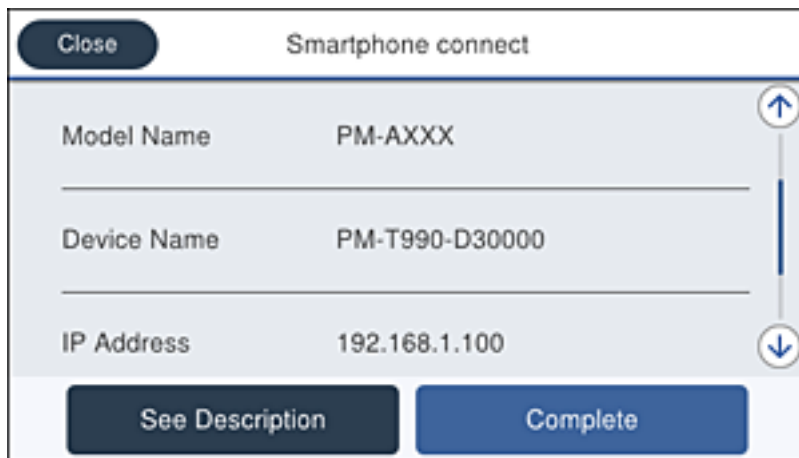 Close Smartphone connect
Model Name PM-AXXX
Device Name PM-T990-D30000
IP Address 192.168.1.100
See Description Complete